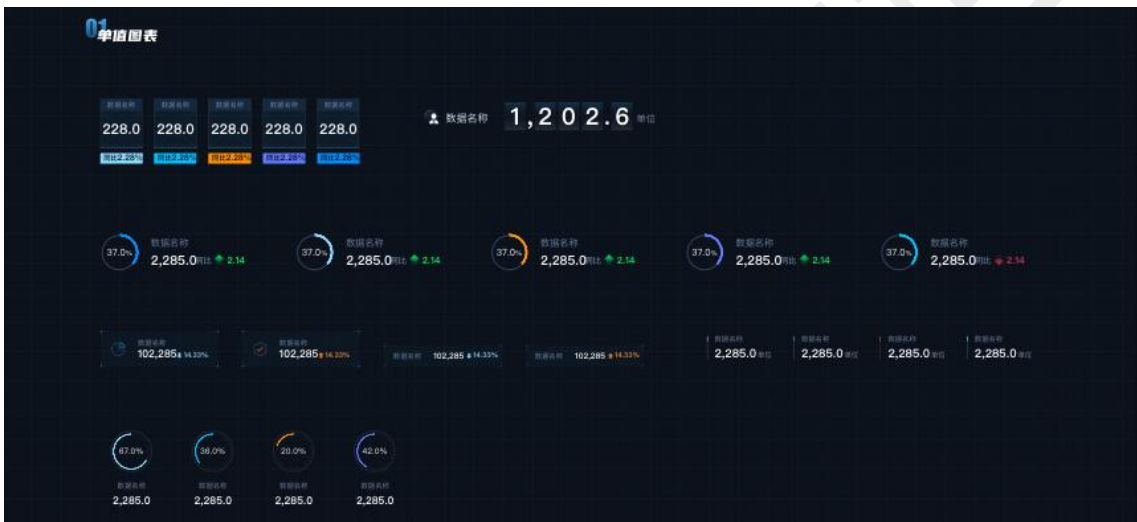 01
单值图表
数据名称 数据名称 数据名称 数据名称 数据名称
228.0 228.0 228.0 228.0 228.0
同比2.28% 同比2.28% 同比2.28% 同比2.28% 同比2.28%
数据名称 1,202.6 单位
37.0% 数据名称 2,285.0 同比 2.14
37.0% 数据名称 2,285.0 同比 2.14
37.0% 数据名称 2,285.0 同比 2.14
37.0% 数据名称 2,285.0 同比 2.14
37.0% 数据名称 2,285.0 同比 2.14
数据名称
102,285 14.33%
数据名称
102,285 14.33%
数据名称 102,285 14.33%
数据名称 102,285 14.33%
数据名称 数据名称 数据名称 数据名称
2,285.0 单位 2,285.0 单位 2,285.0 单位 2,285.0 单位
67.0% 38.0% 20.0% 42.0%
数据名称 数据名称 数据名称 数据名称
2,285.0 2,285.0 2,285.0 2,285.0